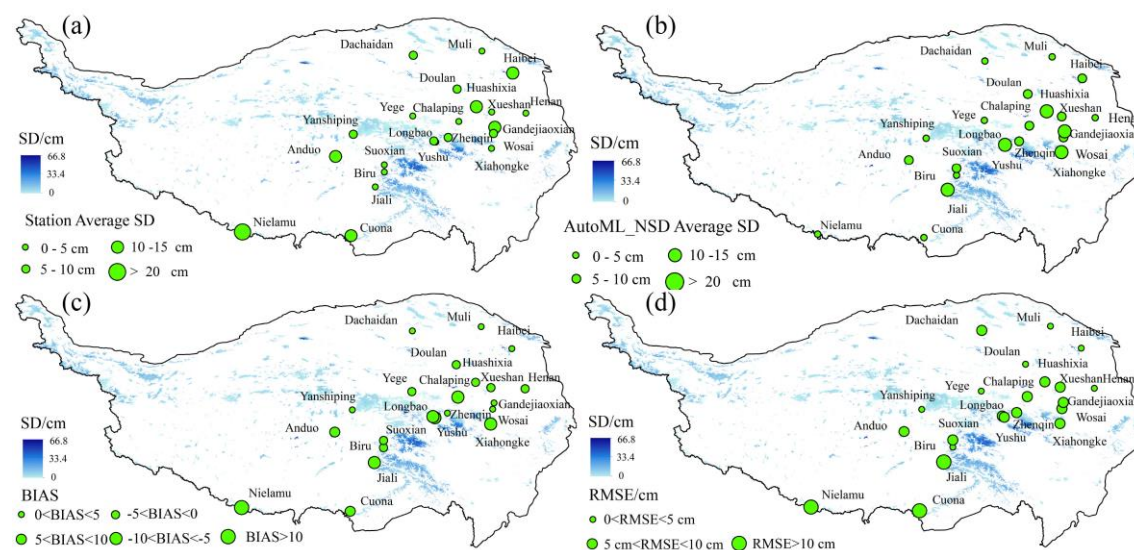 (a)
Dachaidan
Muli
Haibei
Doulan
Huashixia
Yege
Chalaping
Xueshan
Henan
Yanshiping
Longbao
Zhenqin
Gandejiaoxian
Anduo
Suoxian
Yushu
Wosai
Biru
Xiahongke
Jiali
Nielamu
Cuona
SD/cm
66.8
33.4
0
Station Average SD
0 - 5 cm
10 -15 cm
5 - 10 cm
> 20 cm
(b)
Dachaidan
Muli
Haibei
Doulan
Huashixia
Yege
Chalaping
Xueshan
Yanshiping
Longbao
Gandejiaoxian
Anduo
Suoxian
Zhenqin
Wosai
Yushu
Biru
Xiahongke
Jiali
Nielamu
Cuona
SD/cm
66.8
33.4
0
AutoML_NSD Average SD
0 - 5 cm
10 - 15 cm
5 - 10 cm
> 20 cm
(c)
Dachaidan
Muli
Haibei
Doulan
Huashixia
Yege
Chalaping
Xueshan
Henan
Yanshiping
Longbao
Zhenqin
Gandejiaoxian
Anduo
Suoxian
Yushu
Wosai
Biru
Xiahongke
Jiali
Nielamu
Cuona
SD/cm
66.8
33.4
0
BIAS
0<BIAS<5
-5<BIAS<0
5<BIAS<10
-10<BIAS<-5
BIAS>10
(d)
Dachaidan
Muli
Haibei
Doulan
Huashixia
Yege
Chalaping
XueshanHenan
Yanshiping
Longbao
Zhenqin
Gandejiaoxian
Anduo
Suoxian
Yushu
Wosai
Biru
Xiahongke
Jiali
Nielamu
Cuona
SD/cm
66.8
33.4
0
RMSE/cm
0<RMSE<5 cm
5 cm<RMSE<10 cm
RMSE>10 cm